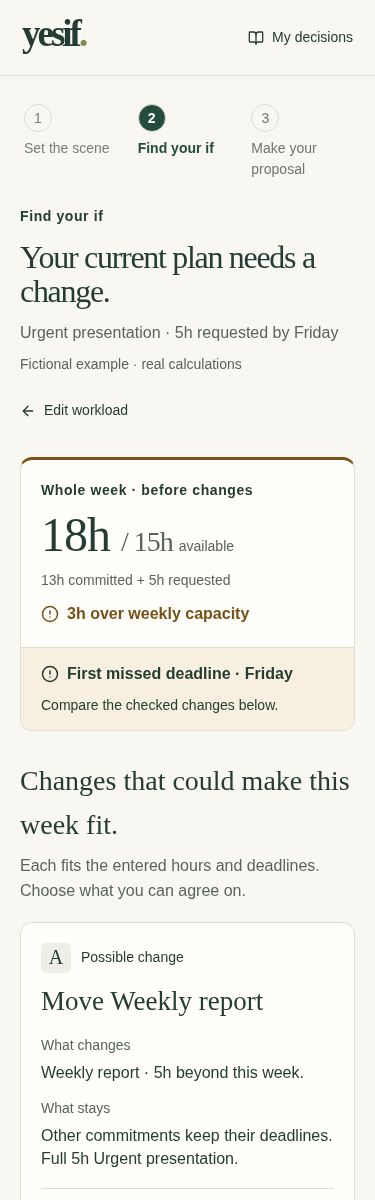 yesif.
My decisions
1
2
3
Set the scene
Find your if
Make your
proposal
Find your if
Your current plan needs a
change.
Urgent presentation · 5h requested by Friday
Fictional example · real calculations
Edit workload
Whole week · before changes
18h / 15h available
13h committed + 5h requested
3h over weekly capacity
First missed deadline · Friday
Compare the checked changes below.
Changes that could make this
week fit.
Each fits the entered hours and deadlines.
Choose what you can agree on.
A Possible change
Move Weekly report
What changes
Weekly report · 5h beyond this week.
What stays
Other commitments keep their deadlines.
Full 5h Urgent presentation.